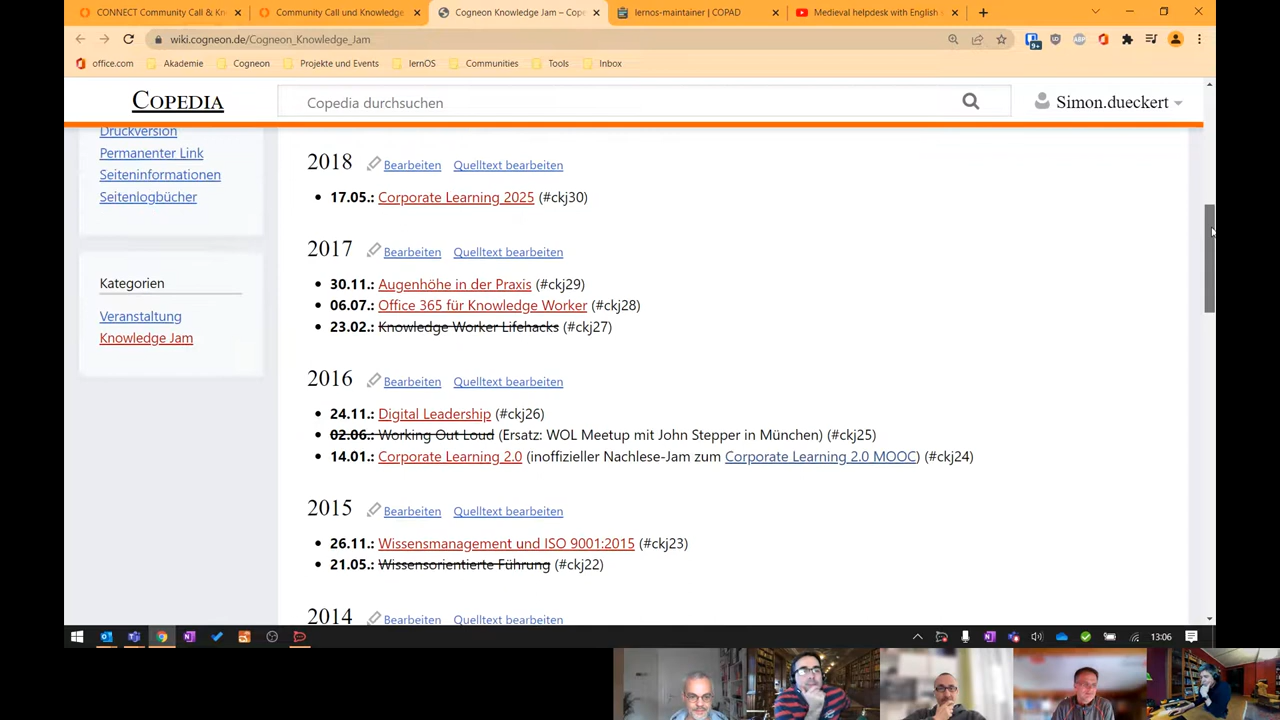 CONNECT Community Call & Kn
Community Call und Knowledge
Cogneon Knowledge Jam – Cope
lernos-maintainer | COPAD
Medieval helpdesk with English s
wiki.cogneon.de/Cogneon_Knowledge_Jam
9+
ABP
office.com
Akademie
Cogneon
Projekte und Events
lernOS
Communities
Tools
Inbox
Copedia
Copedia durchsuchen
Simon.dueckert
Druckversion
Permanenter Link
Seiteninformationen
Seitenlogbücher
Kategorien
Veranstaltung
Knowledge Jam
2018 Bearbeiten Quelltext bearbeiten
17.05.: Corporate Learning 2025 (#ckj30)
2017 Bearbeiten Quelltext bearbeiten
30.11.: Augenhöhe in der Praxis (#ckj29)
06.07.: Office 365 für Knowledge Worker (#ckj28)
23.02.: Knowledge Worker Lifehacks (#ckj27)
2016 Bearbeiten Quelltext bearbeiten
24.11.: Digital Leadership (#ckj26)
02.06.: Working Out Loud (Ersatz: WOL Meetup mit John Stepper in München) (#ckj25)
14.01.: Corporate Learning 2.0 (inoffizieller Nachlese-Jam zum Corporate Learning 2.0 MOOC) (#ckj24)
2015 Bearbeiten Quelltext bearbeiten
26.11.: Wissensmanagement und ISO 9001:2015 (#ckj23)
21.05.: Wissensorientierte Führung (#ckj22)
2014 Bearbeiten Quelltext bearbeiten
13:06